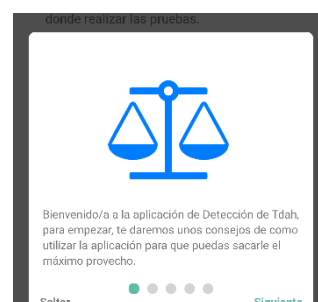 donde realizar las pruebas.
Bienvenido/a a la aplicación de Detección de Tdah,
para empezar, te daremos unos consejos de como
utilizar la aplicación para que puedas sacarle el
máximo provecho.
Saltar
Siguiente